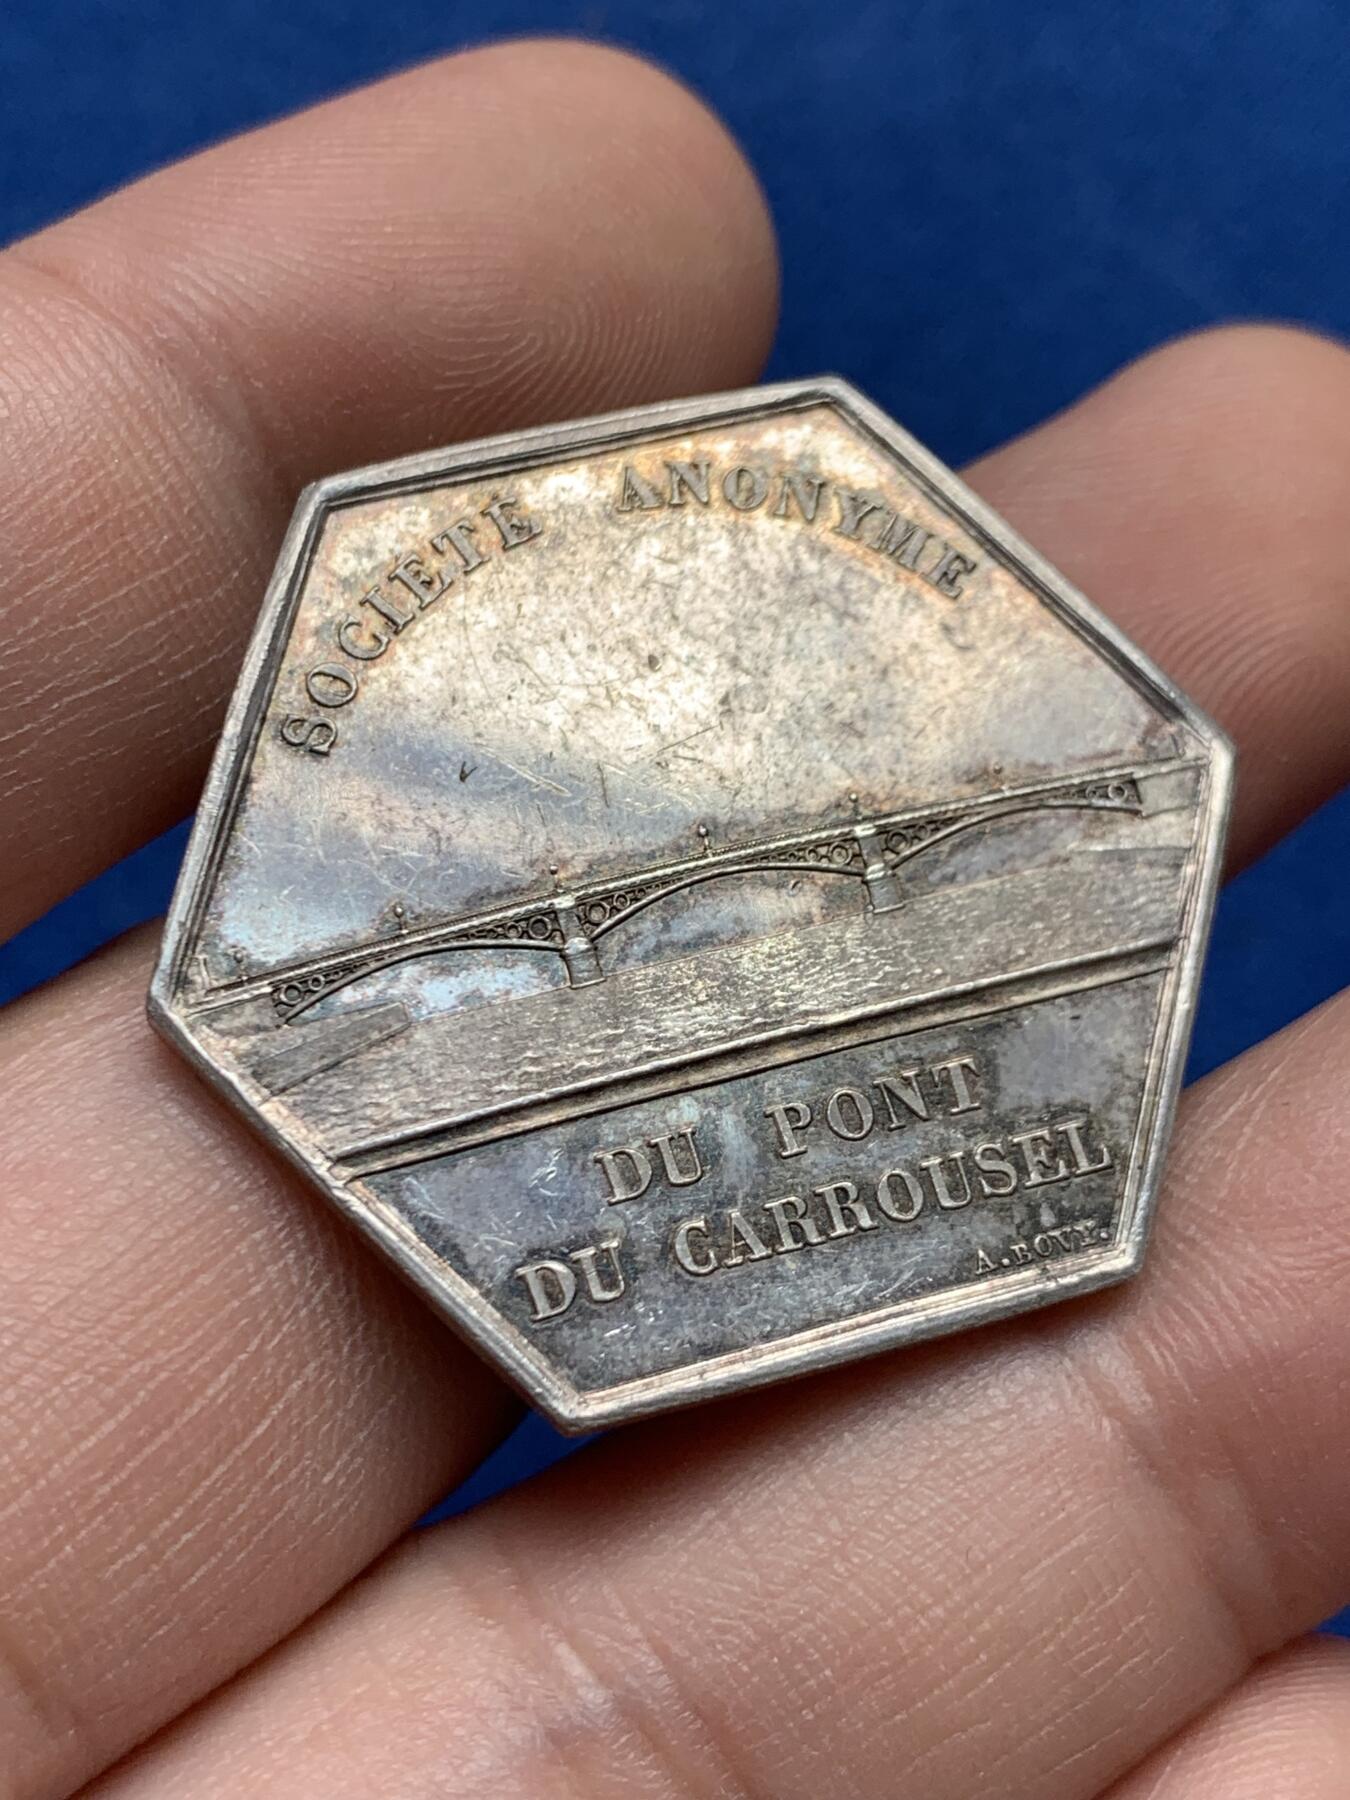 SOCIÉTÉ ANONYME
DU PONT
DU CARROUSEL
A.BOVY.